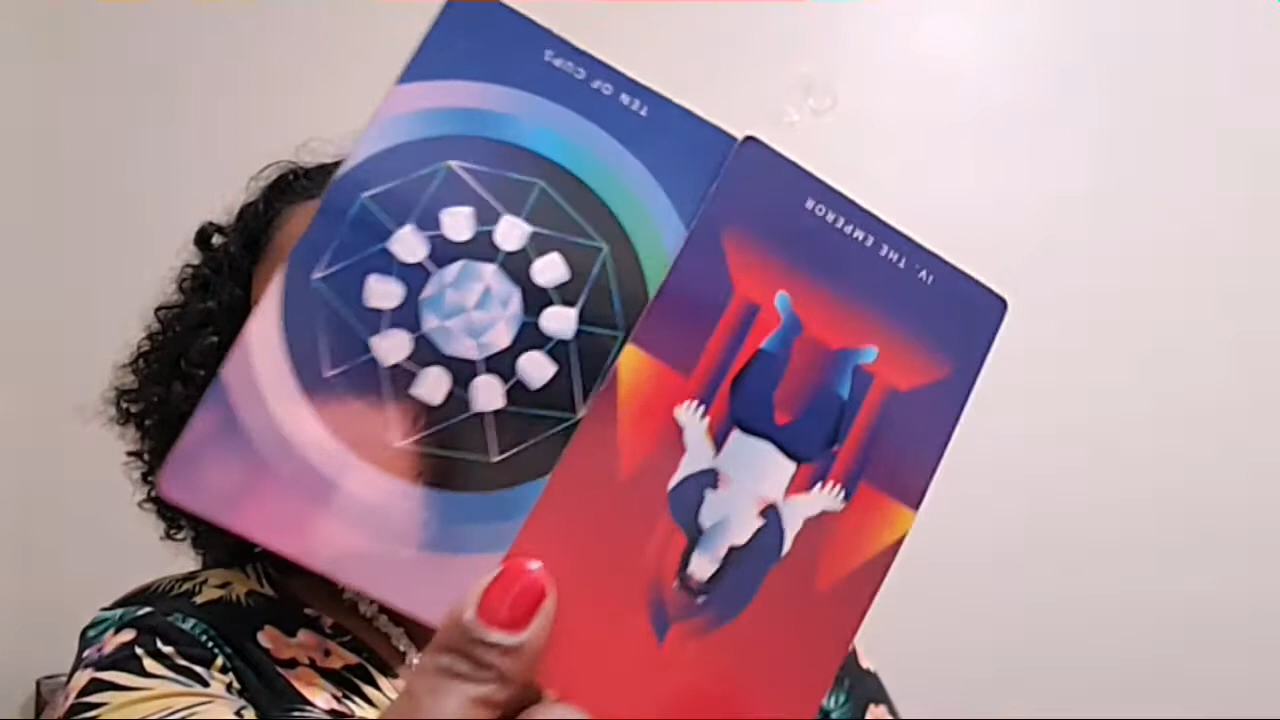 TEN OF CUPS
IV. THE EMPEROR